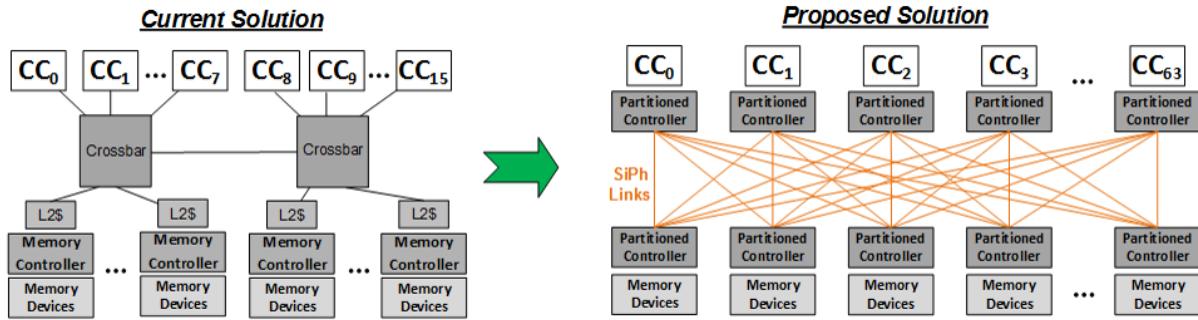 Current Solution
CC0 CC1 ... CC7 CC8 CC9 ... CC15
Crossbar Crossbar
L2$ L2$ L2$ L2$
Memory Controller Memory Controller Memory Controller Memory Controller
... ...
Memory Devices Memory Devices Memory Devices Memory Devices
Proposed Solution
CC0 CC1 CC2 CC3 ... CC63
Partitioned Controller Partitioned Controller Partitioned Controller Partitioned Controller Partitioned Controller
SiPh
Links
Partitioned Controller Partitioned Controller Partitioned Controller Partitioned Controller Partitioned Controller
Memory Devices Memory Devices Memory Devices Memory Devices ... Memory Devices